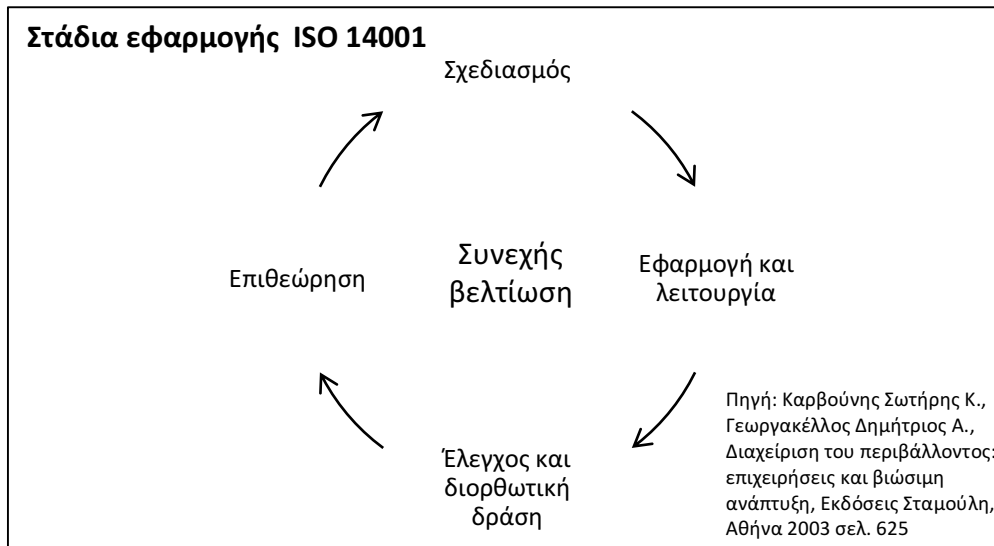 Στάδια εφαρμογής ISO 14001
Σχεδιασμός
Επιθεώρηση
Συνεχής
βελτίωση
Εφαρμογή και
λειτουργία
Έλεγχος και
διορθωτική
δράση
Πηγή: Καρβούνης Σωτήρης Κ.,
Γεωργακέλλος Δημήτριος Α.,
Διαχείριση του περιβάλλοντος:
επιχειρήσεις και βιώσιμη
ανάπτυξη, Εκδόσεις Σταμούλη,
Αθήνα 2003 σελ. 625